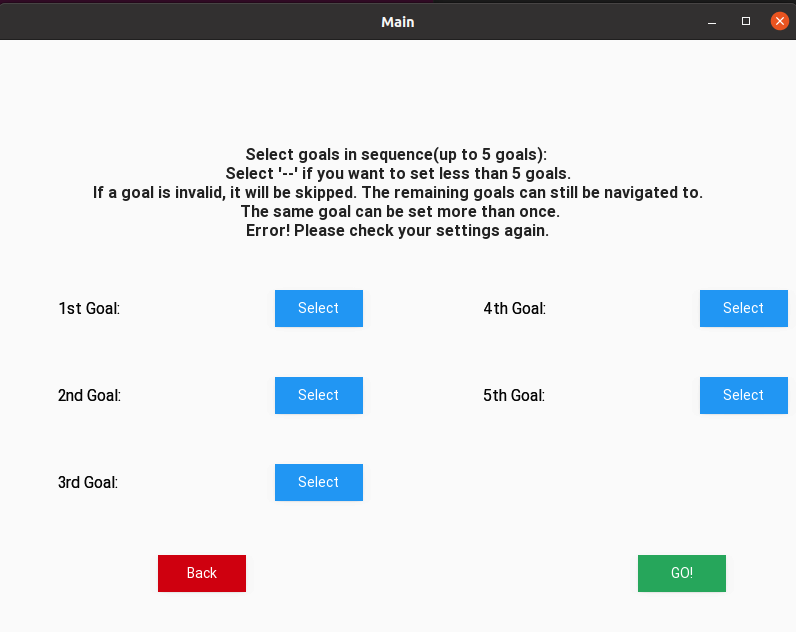 Main
Select goals in sequence(up to 5 goals):
Select '--' if you want to set less than 5 goals.
If a goal is invalid, it will be skipped. The remaining goals can still be navigated to.
The same goal can be set more than once.
Error! Please check your settings again.
1st Goal: Select 4th Goal: Select
2nd Goal: Select 5th Goal: Select
3rd Goal: Select
Back GO!